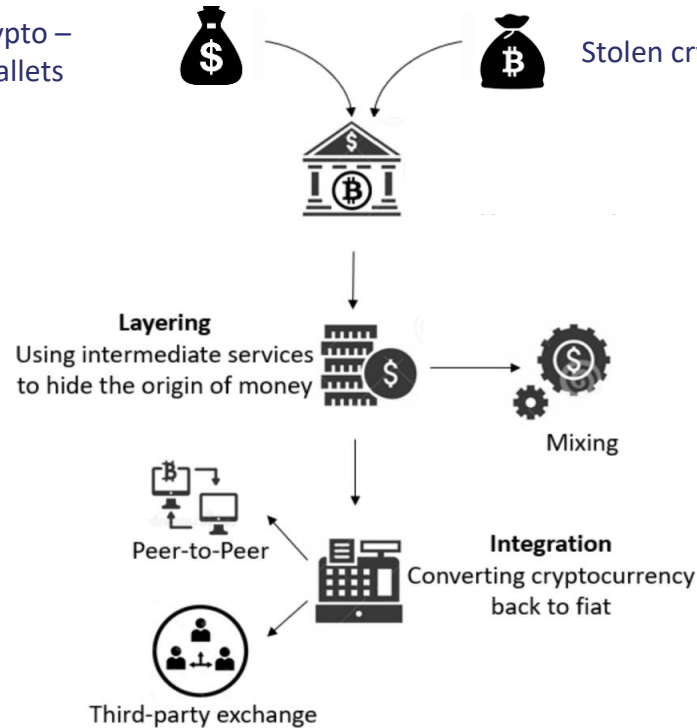 ypto –
allets
Stolen cr
Layering
Using intermediate services
to hide the origin of money
Mixing
Peer-to-Peer
Integration
Converting cryptocurrency
back to fiat
Third-party exchange